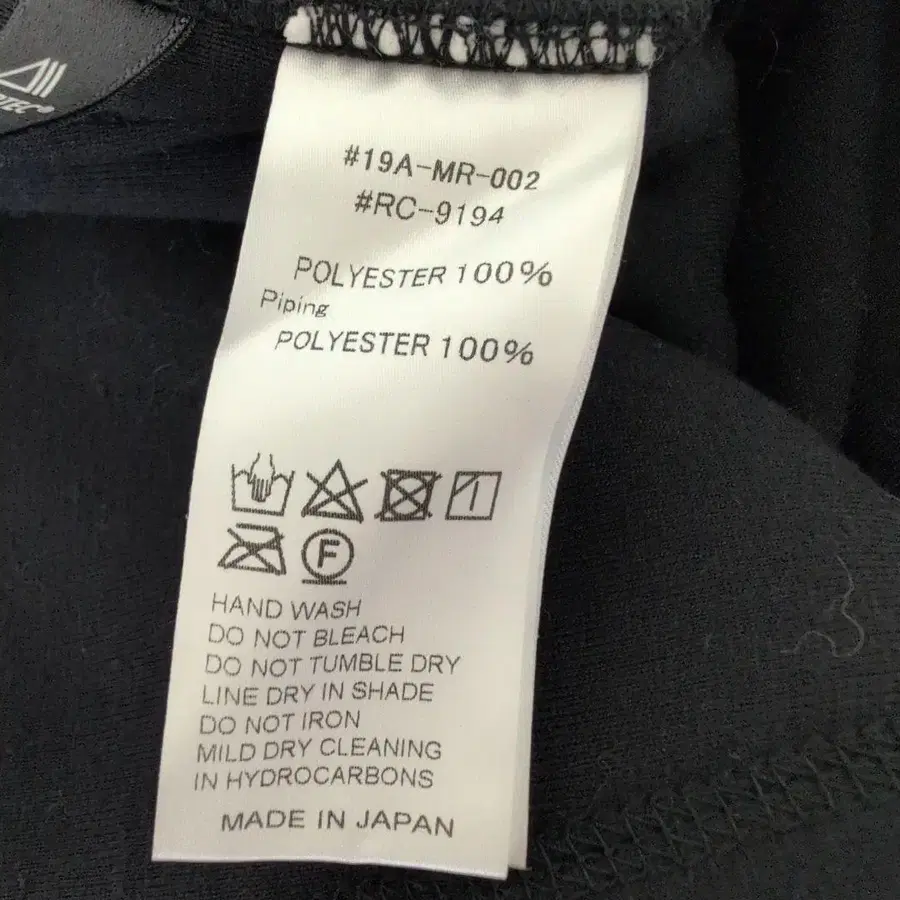 #19A-MR-002
#RC-9194
POLYESTER 100%
Piping
POLYESTER 100%
F
HAND WASH
DO NOT BLEACH
DO NOT TUMBLE DRY
LINE DRY IN SHADE
DO NOT IRON
MILD DRY CLEANING
IN HYDROCARBONS
MADE IN JAPAN